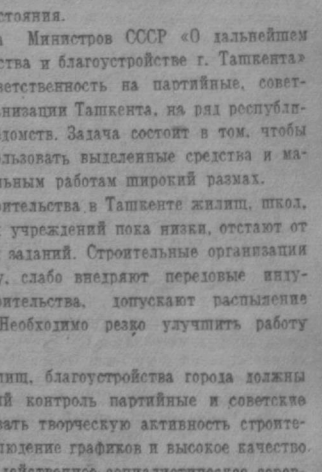 стояния.
Министров СССР «О дальнейшем
ства и благоустройстве г. Ташкента»
ветственность на партийные, совет-
анизации Ташкента, на ряд республи-
домств. Задача состоит в том, чтобы
ользовать выделенные средства и ма-
льным работам широкий размах.
оительства в Ташкенте жилищ, школ,
учреждений пока низки, отстают от
заданий. Строительные организации
у, слабо внедряют передовые инду-
оительства, допускают распыление
Необходимо резко улучшить работу
лищ, благоустройства города должны
ий контроль партийные и советские
вать творческую активность строите-
людение графиков и высокое качество